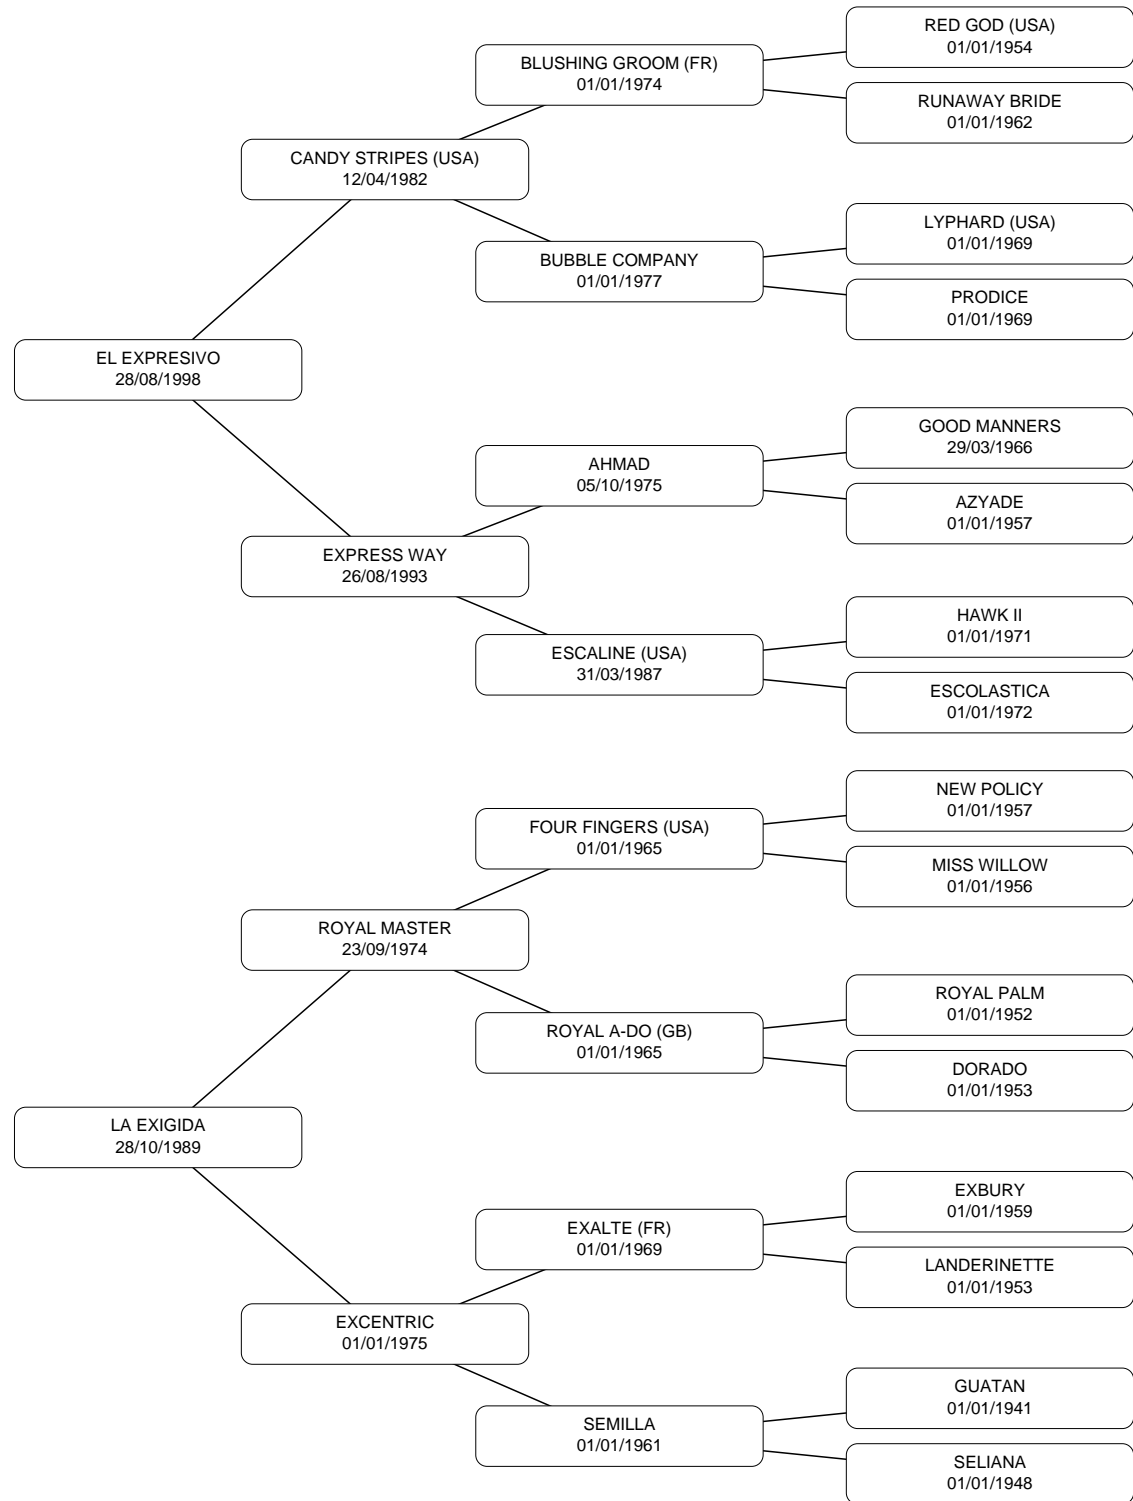 RED GOD (USA)
01/01/1954
BLUSHING GROOM (FR)
01/01/1974
RUNAWAY BRIDE
01/01/1962
CANDY STRIPES (USA)
12/04/1982
LYPHARD (USA)
01/01/1969
BUBBLE COMPANY
01/01/1977
PRODICE
01/01/1969
EL EXPRESIVO
28/08/1998
GOOD MANNERS
29/03/1966
AHMAD
05/10/1975
AZYADE
01/01/1957
EXPRESS WAY
26/08/1993
HAWK II
01/01/1971
ESCALINE (USA)
31/03/1987
ESCOLASTICA
01/01/1972
NEW POLICY
01/01/1957
FOUR FINGERS (USA)
01/01/1965
MISS WILLOW
01/01/1956
ROYAL MASTER
23/09/1974
ROYAL PALM
01/01/1952
ROYAL A-DO (GB)
01/01/1965
DORADO
01/01/1953
LA EXIGIDA
28/10/1989
EXBURY
01/01/1959
EXALTE (FR)
01/01/1969
LANDERINETTE
01/01/1953
EXCENTRIC
01/01/1975
GUATAN
01/01/1941
SEMILLA
01/01/1961
SELIANA
01/01/1948